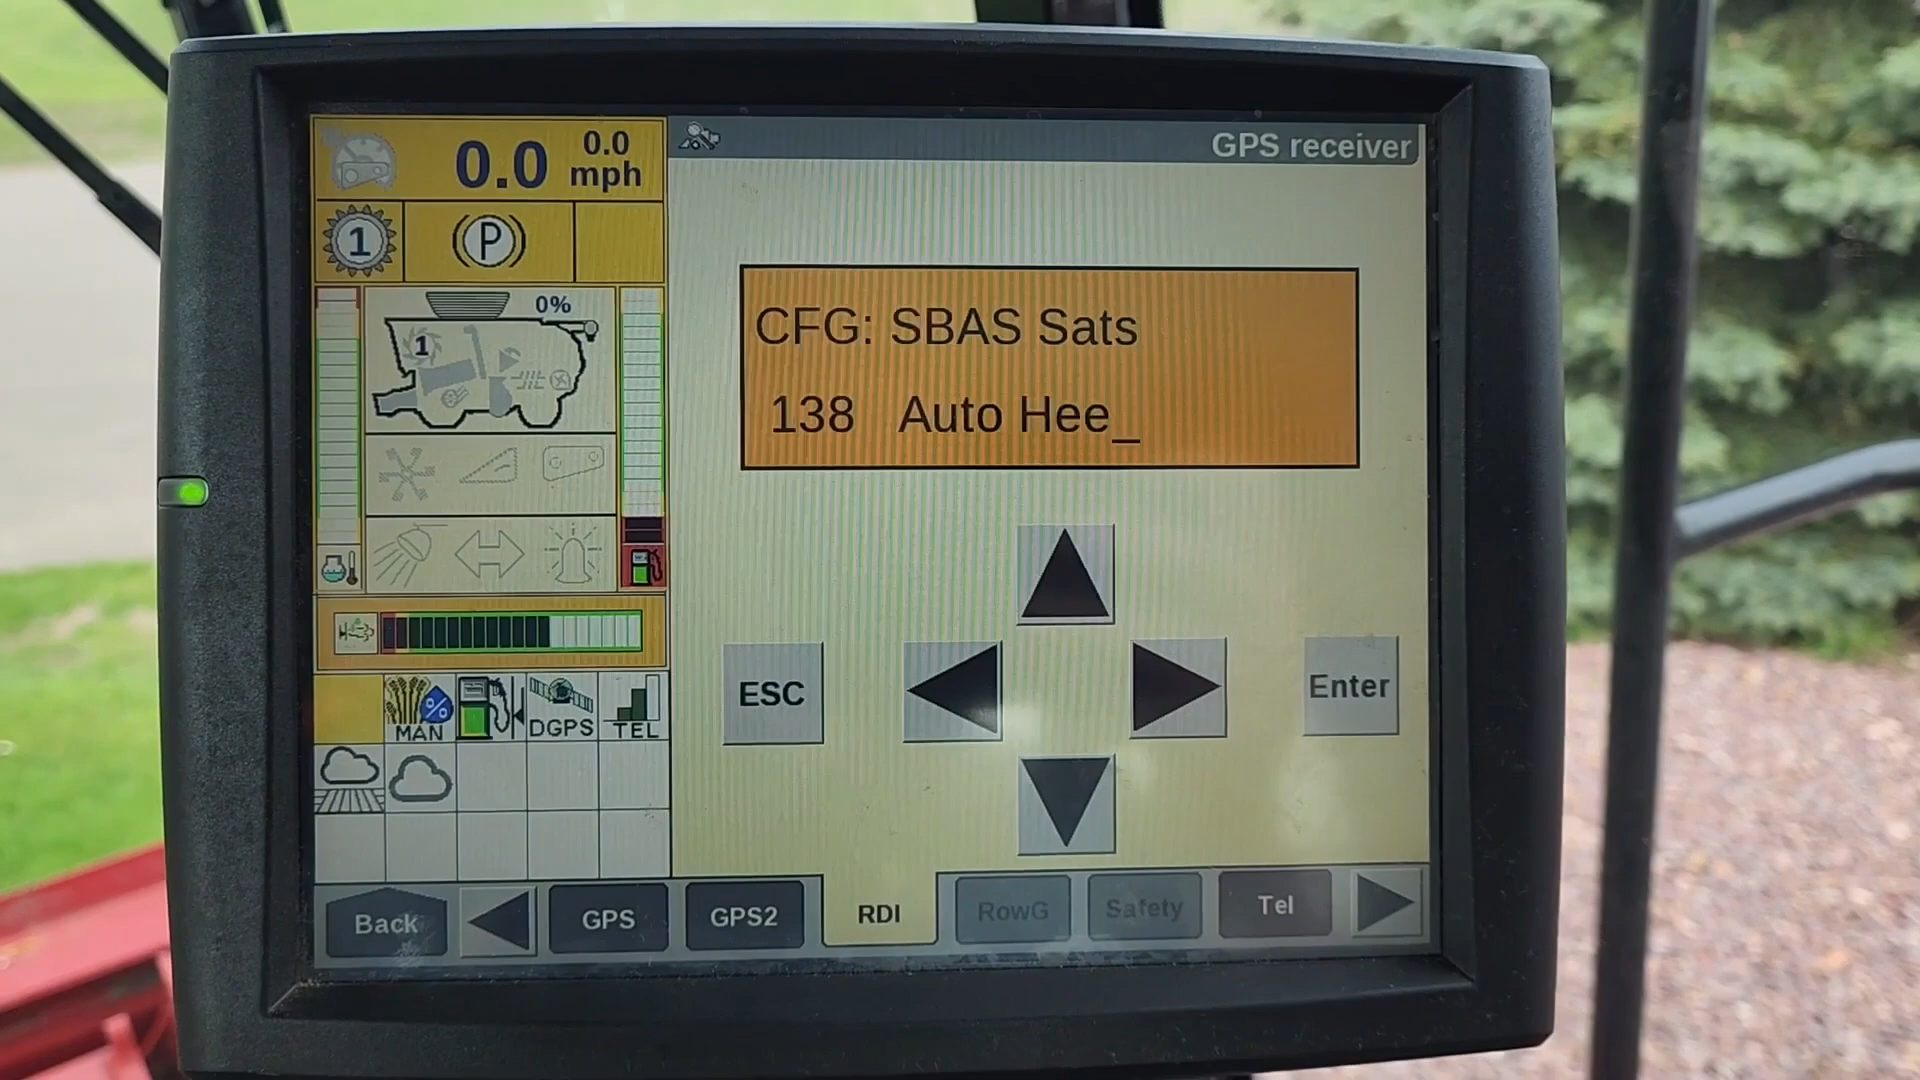 0.0
0.0
mph
GPS receiver
1
P
0%
1
CFG: SBAS Sats
138 Auto Hee_
ESC
Enter
MAN
%
DGPS
TEL
Back
GPS
GPS2
RDI
RowG
Safety
Tel